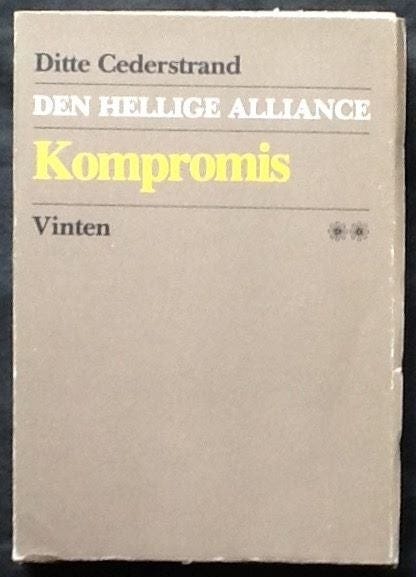 Ditte Cederstrand
DEN HELLIGE ALLIANCE
Kompromis
Vinten